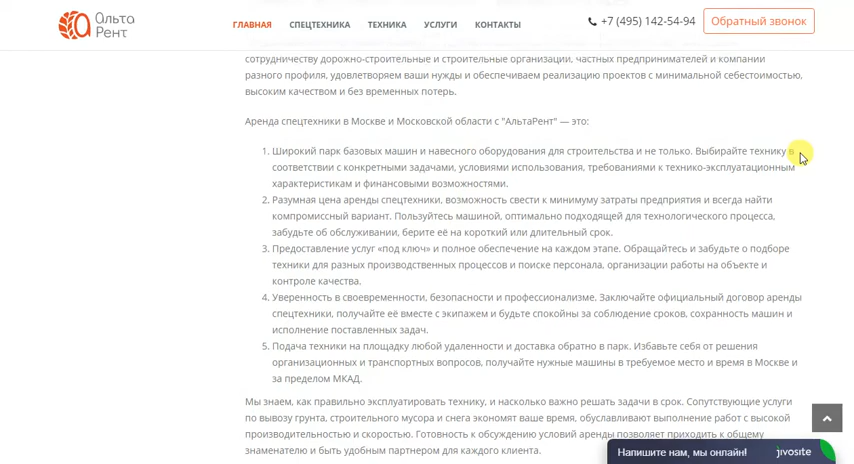 Ольта
Рент
ГЛАВНАЯ СПЕЦТЕХНИКА ТЕХНИКА УСЛУГИ КОНТАКТЫ
+7 (495) 142-54-94
Обратный звонок
сотрудничеству дорожно-строительные и строительные организации, частных предпринимателей и компании
разного профиля, удовлетворяем ваши нужды и обеспечиваем реализацию проектов с минимальной себестоимостью,
высоким качеством и без временных потерь.
Аренда спецтехники в Москве и Московской области с "АльтаРент" — это:
1. Широкий парк базовых машин и навесного оборудования для строительства и не только. Выбирайте технику в
соответствии с конкретными задачами, условиями использования, требованиями к технико-эксплуатационным
характеристикам и финансовыми возможностями.
2. Разумная цена аренды спецтехники, возможность свести к минимуму затраты предприятия и всегда найти
компромиссный вариант. Пользуйтесь машиной, оптимально подходящей для технологического процесса,
забудьте об обслуживании, берите её на короткий или длительный срок.
3. Предоставление услуг «под ключ» и полное обеспечение на каждом этапе. Обращайтесь и забудьте о подборе
техники для разных производственных процессов и поиске персонала, организации работы на объекте и
контроле качества.
4. Уверенность в своевременности, безопасности и профессионализме. Заключайте официальный договор аренды
спецтехники, получайте её вместе с экипажем и будьте спокойны за соблюдение сроков, сохранность машин и
исполнение поставленных задач.
5. Подача техники на площадку любой удаленности и доставка обратно в парк. Избавьте себя от решения
организационных и транспортных вопросов, получайте нужные машины в требуемое место и время в Москве и
за пределом МКАД.
Мы знаем, как правильно эксплуатировать технику, и насколько важно решать задачи в срок. Сопутствующие услуги
по вывозу грунта, строительного мусора и снега экономят ваше время, обуславливают выполнение работ с высокой
производительностью и скоростью. Готовность к обсуждению условий аренды позволяет приходить к общему
знаменателю и быть удобным партнером для каждого клиента.
Напишите нам, мы онлайн! jivosite